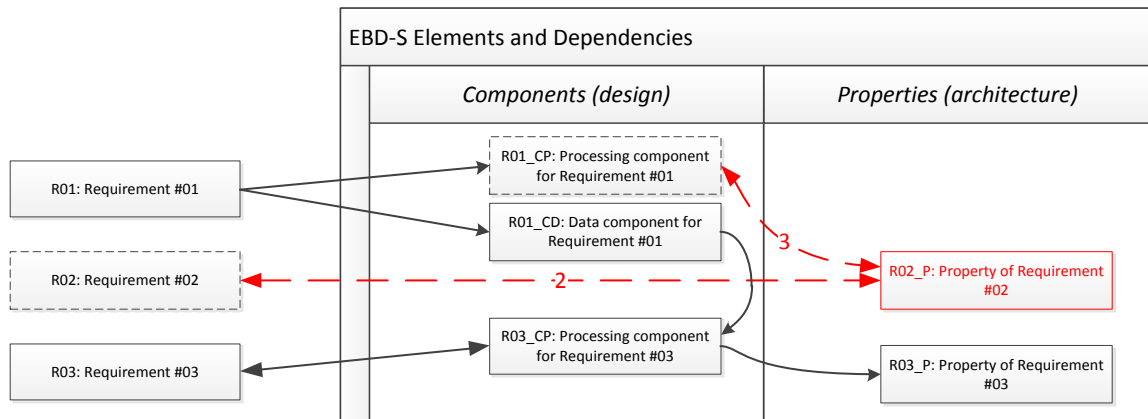 EBD-S Elements and Dependencies
Components (design)
Properties (architecture)
R01: Requirement #01
R01_CP: Processing component
for Requirement #01
R01_CD: Data component for
Requirement #01
3
R02: Requirement #02
2
R02_P: Property of Requirement
#02
R03: Requirement #03
R03_CP: Processing component
for Requirement #03
R03_P: Property of Requirement
#03